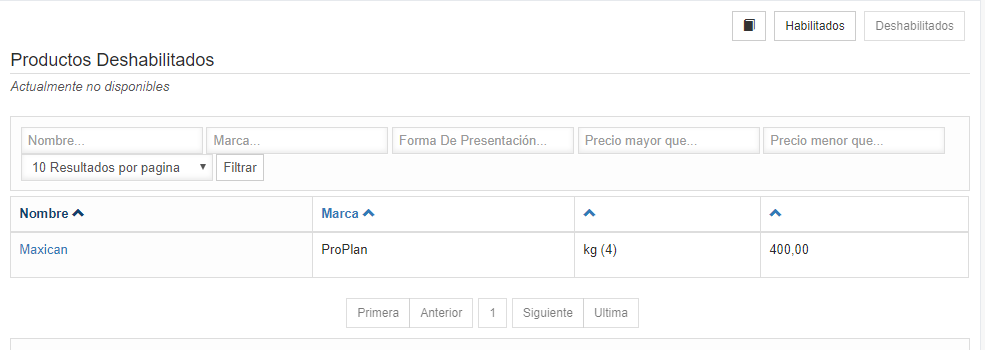 Habilitados Deshabilitados
Productos Deshabilitados
Actualmente no disponibles
Nombre... Marca... Forma De Presentación... Precio mayor que... Precio menor que...
10 Resultados por pagina Filtrar
Nombre Marca
Maxican ProPlan kg (4) 400,00
Primera Anterior 1 Siguiente Ultima